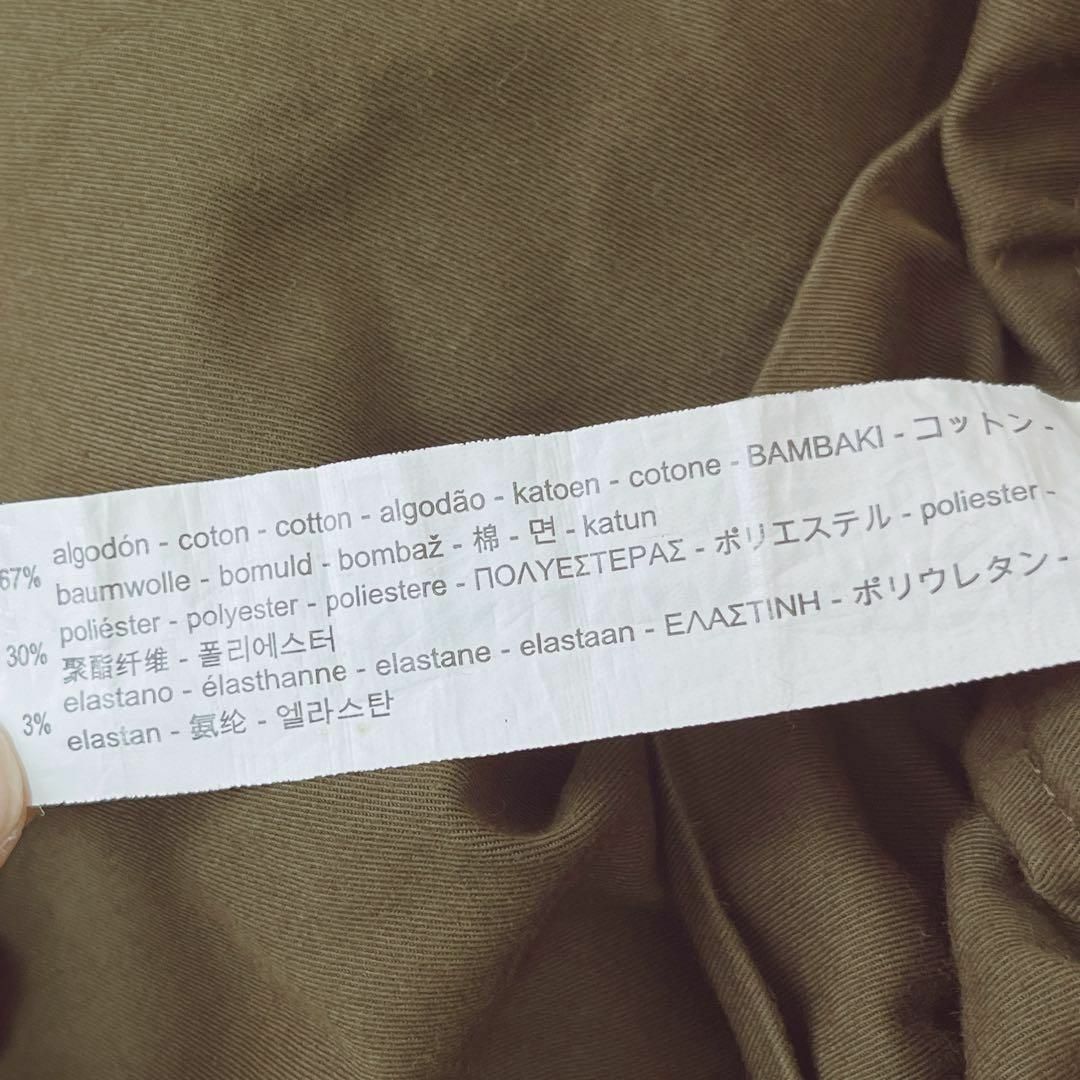 67% algodón - coton - cotton - algodão - katoen - cotone - BAMBAKI - コットン -
baumwolle - bomuld - bombaž - 棉 - 면 - katun
30% poliéster - polyester - poliestere - ΠΟΛΥΕΣΤΕΡΑΣ - ポリエステル - poliester -
聚酯纤维 - 폴리에스터
3% elastano - élasthanne - elastane - elastaan - ΕΛΑΣΤΙΝΗ - ポリウレタン -
elastan - 氨纶 - 엘라스탄